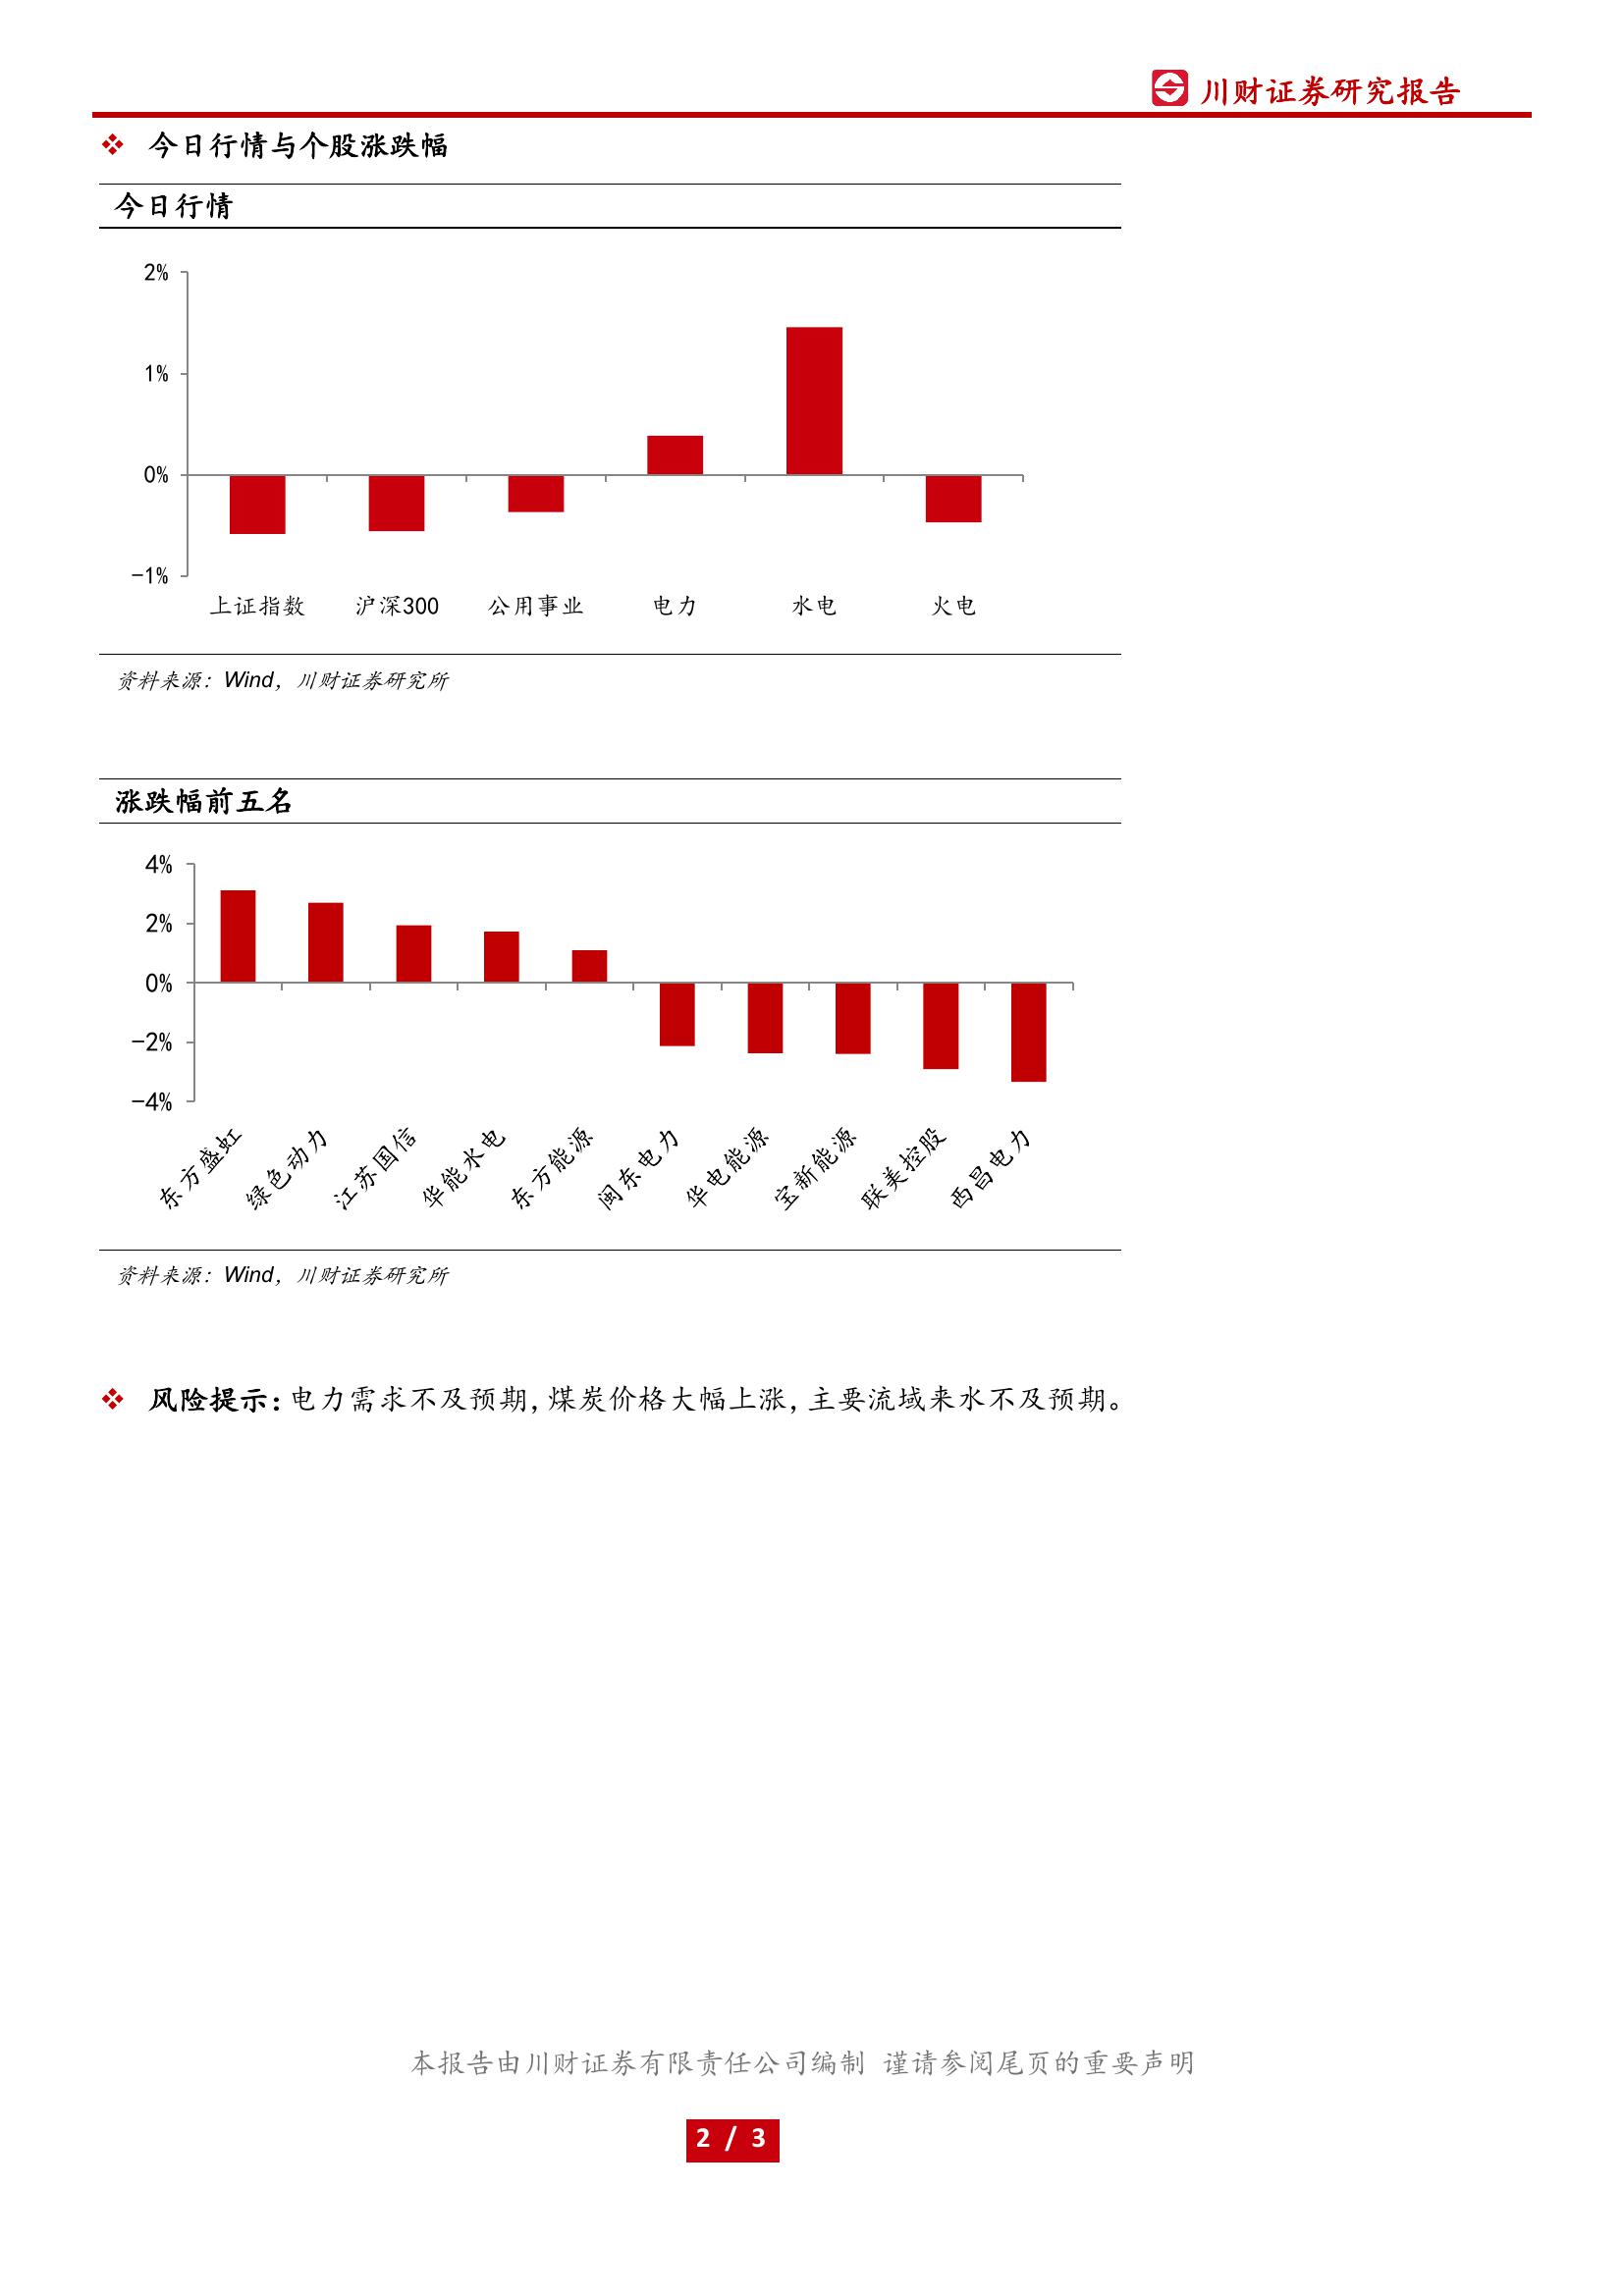 川财证券研究报告
今日行情与个股涨跌幅
今日行情
2%
1%
0%
-1%
上证指数 沪深300 公用事业 电力 水电 火电
资料来源：Wind，川财证券研究所
涨跌幅前五名
4%
2%
0%
-2%
-4%
东方盛虹 绿色动力 江苏国信 华能水电 东方能源 闽东电力 华电能源 宝新能源 联美控股 西昌电力
资料来源：Wind，川财证券研究所
风险提示：电力需求不及预期，煤炭价格大幅上涨，主要流域来水不及预期。
本报告由川财证券有限责任公司编制 谨请参阅尾页的重要声明
2 / 3